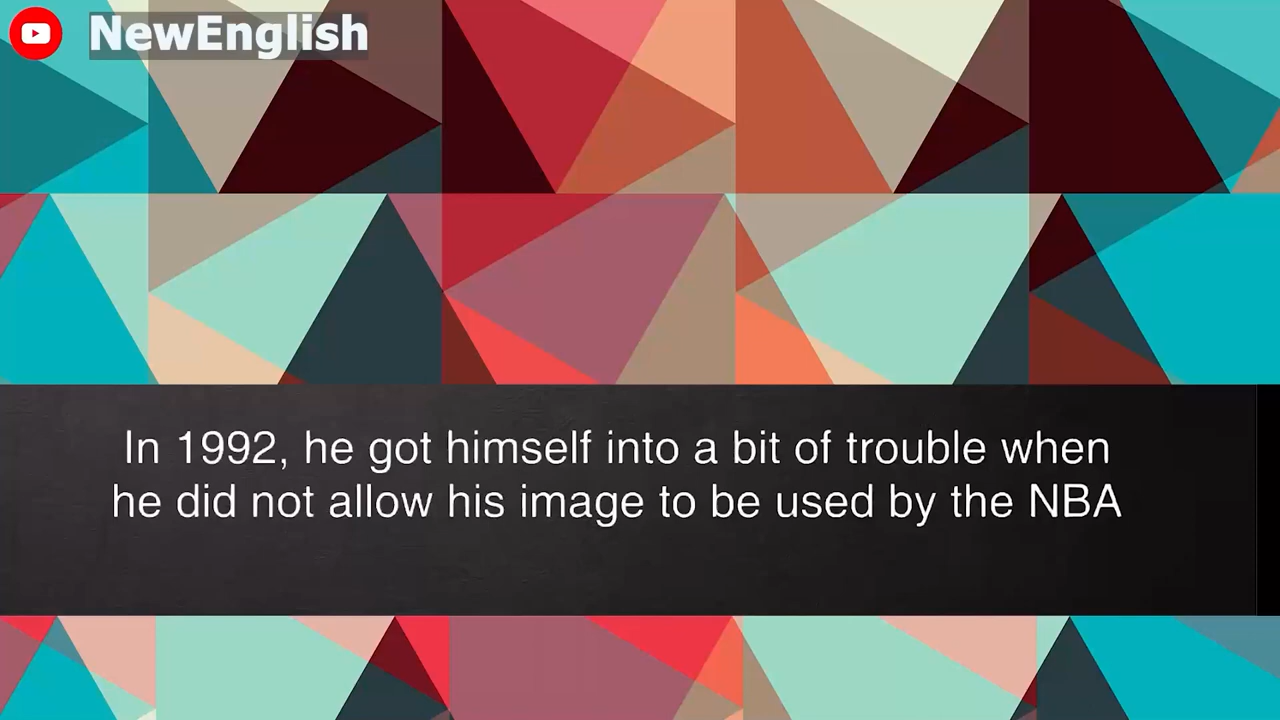 NewEnglish
In 1992, he got himself into a bit of trouble when
he did not allow his image to be used by the NBA